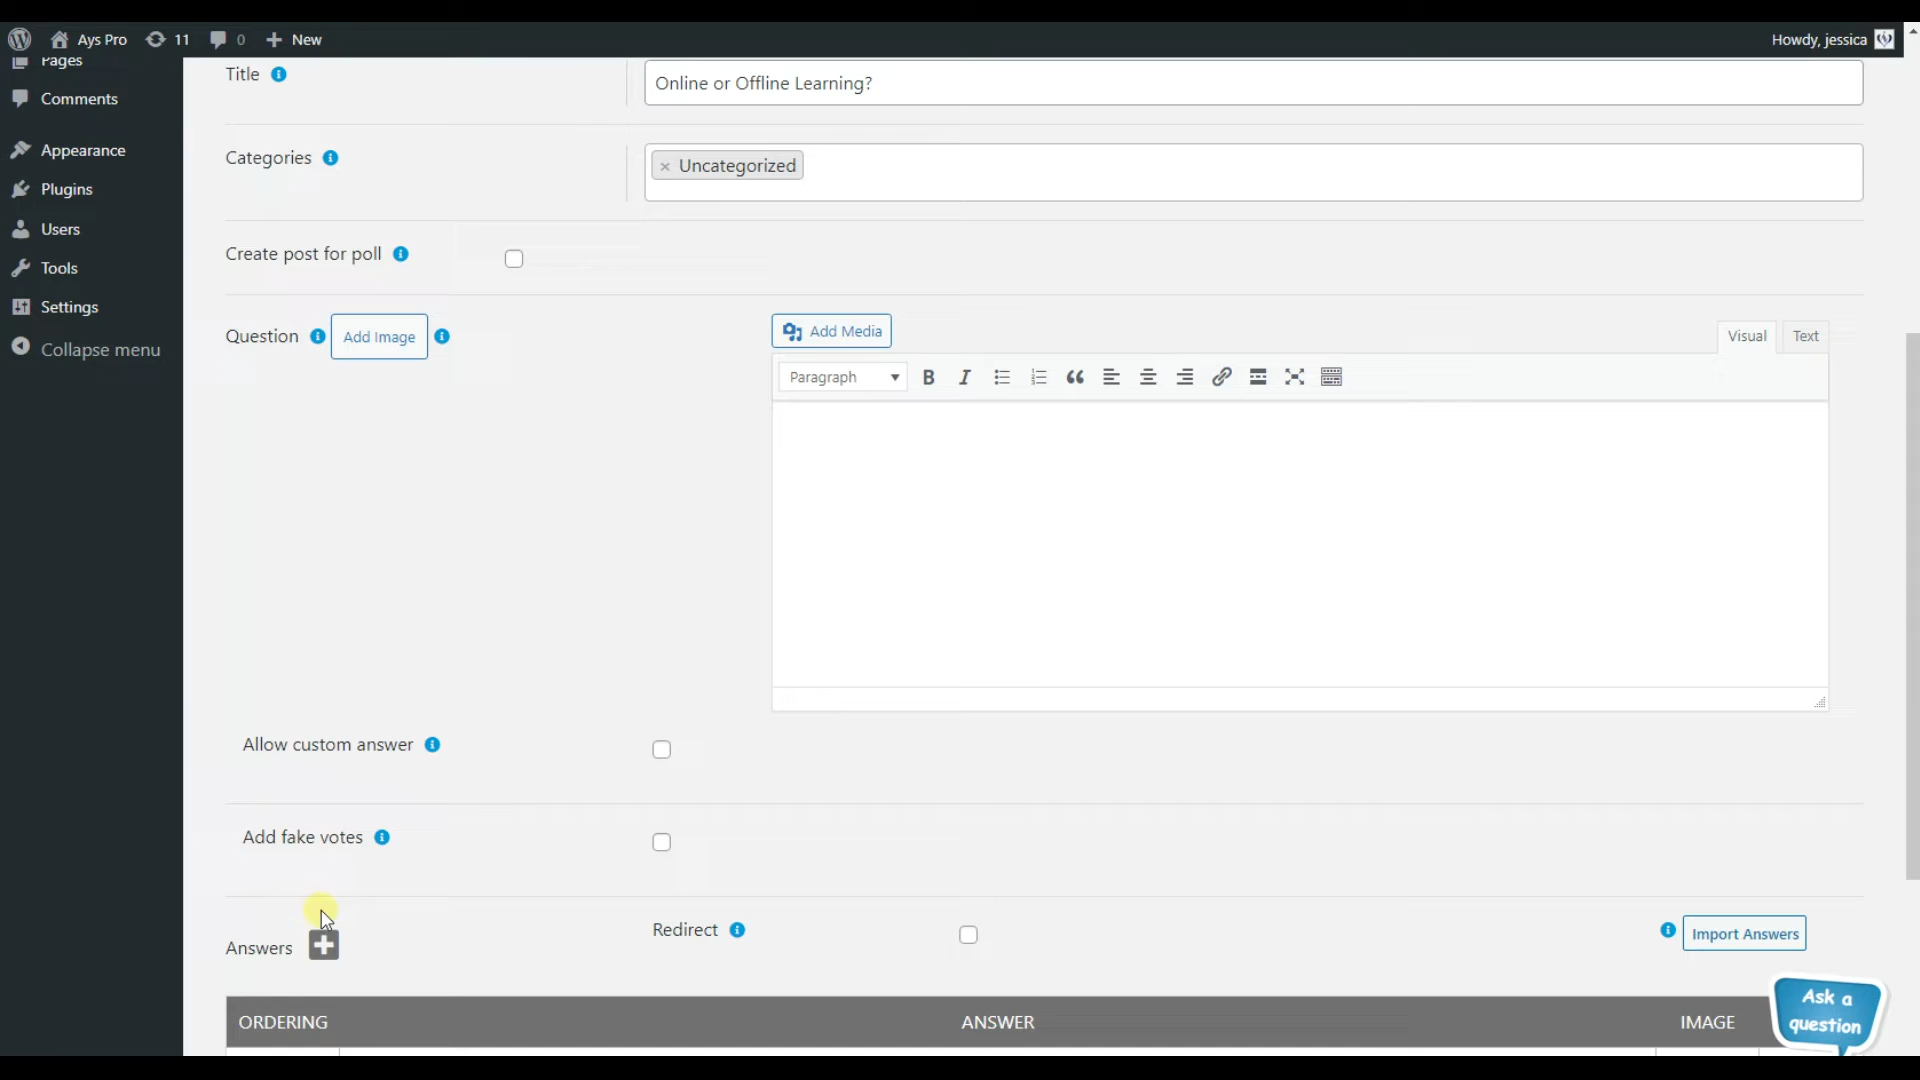 Ays Pro 11 0 New Howdy, jessica
Pages
Comments
Appearance
Plugins
Users
Tools
Settings
Collapse menu
Title
Online or Offline Learning?
Categories
× Uncategorized
Create post for poll
Question
Add Image
Add Media
Visual Text
Paragraph
Allow custom answer
Add fake votes
Answers
Redirect
Import Answers
ORDERING ANSWER IMAGE
Ask a
question